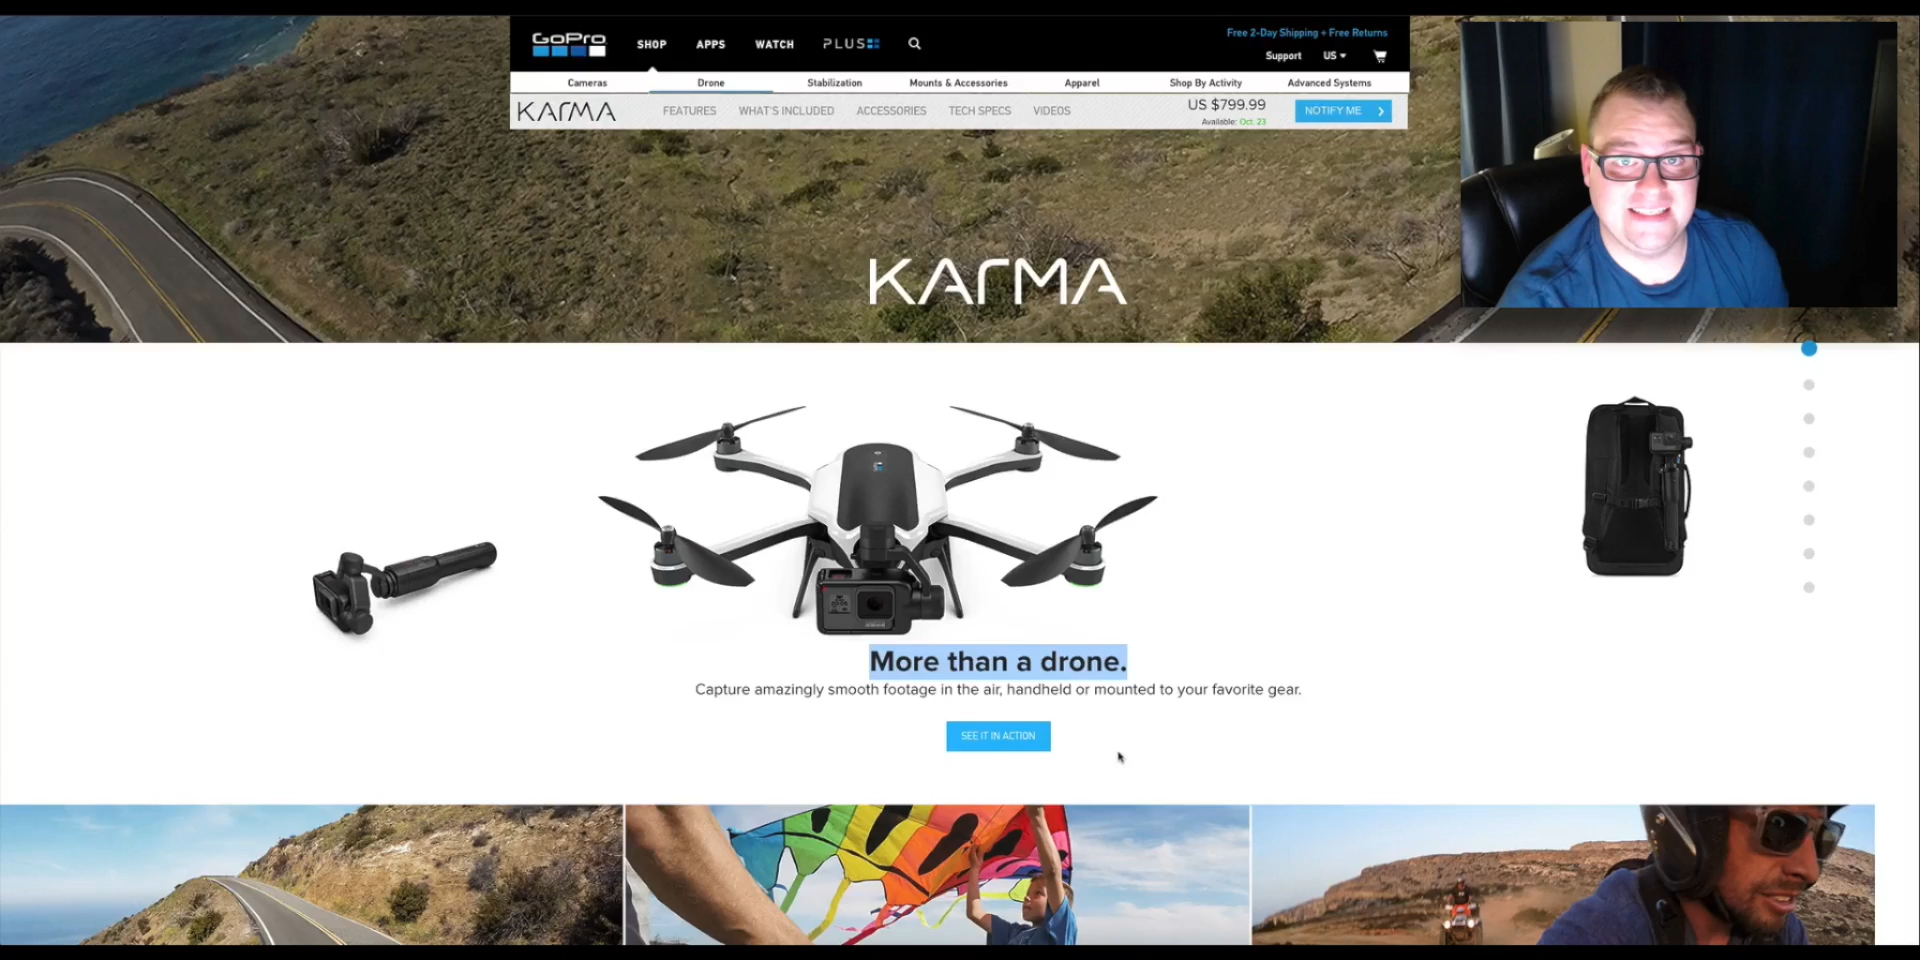 GoPro
SHOP APPS WATCH PLUS
Free 2-Day Shipping + Free Returns
Support US
Cameras Drone Stabilization Mounts & Accessories Apparel Shop By Activity Advanced Systems
KARMA FEATURES WHAT'S INCLUDED ACCESSORIES TECH SPECS VIDEOS US $799.99 NOTIFY ME
Available: Oct. 23
KARMA
More than a drone.
Capture amazingly smooth footage in the air, handheld or mounted to your favorite gear.
SEE IT IN ACTION